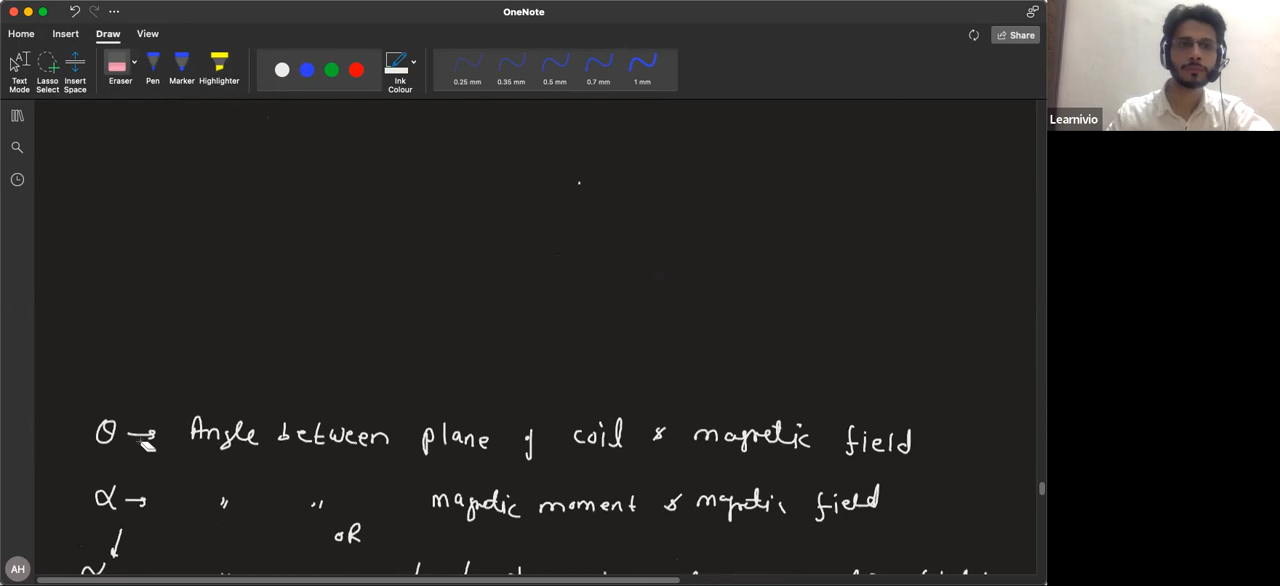 OneNote
Home Insert Draw View
Share
Text Mode
Lasso Select
Insert Space
Eraser
Pen
Marker
Highlighter
Ink Colour
0.25 mm 0.35 mm 0.5 mm 0.7 mm 1 mm
Learnivio
θ → Angle between plane of coil & magnetic field
α → " " magnetic moment & magnetic field
OR
AH